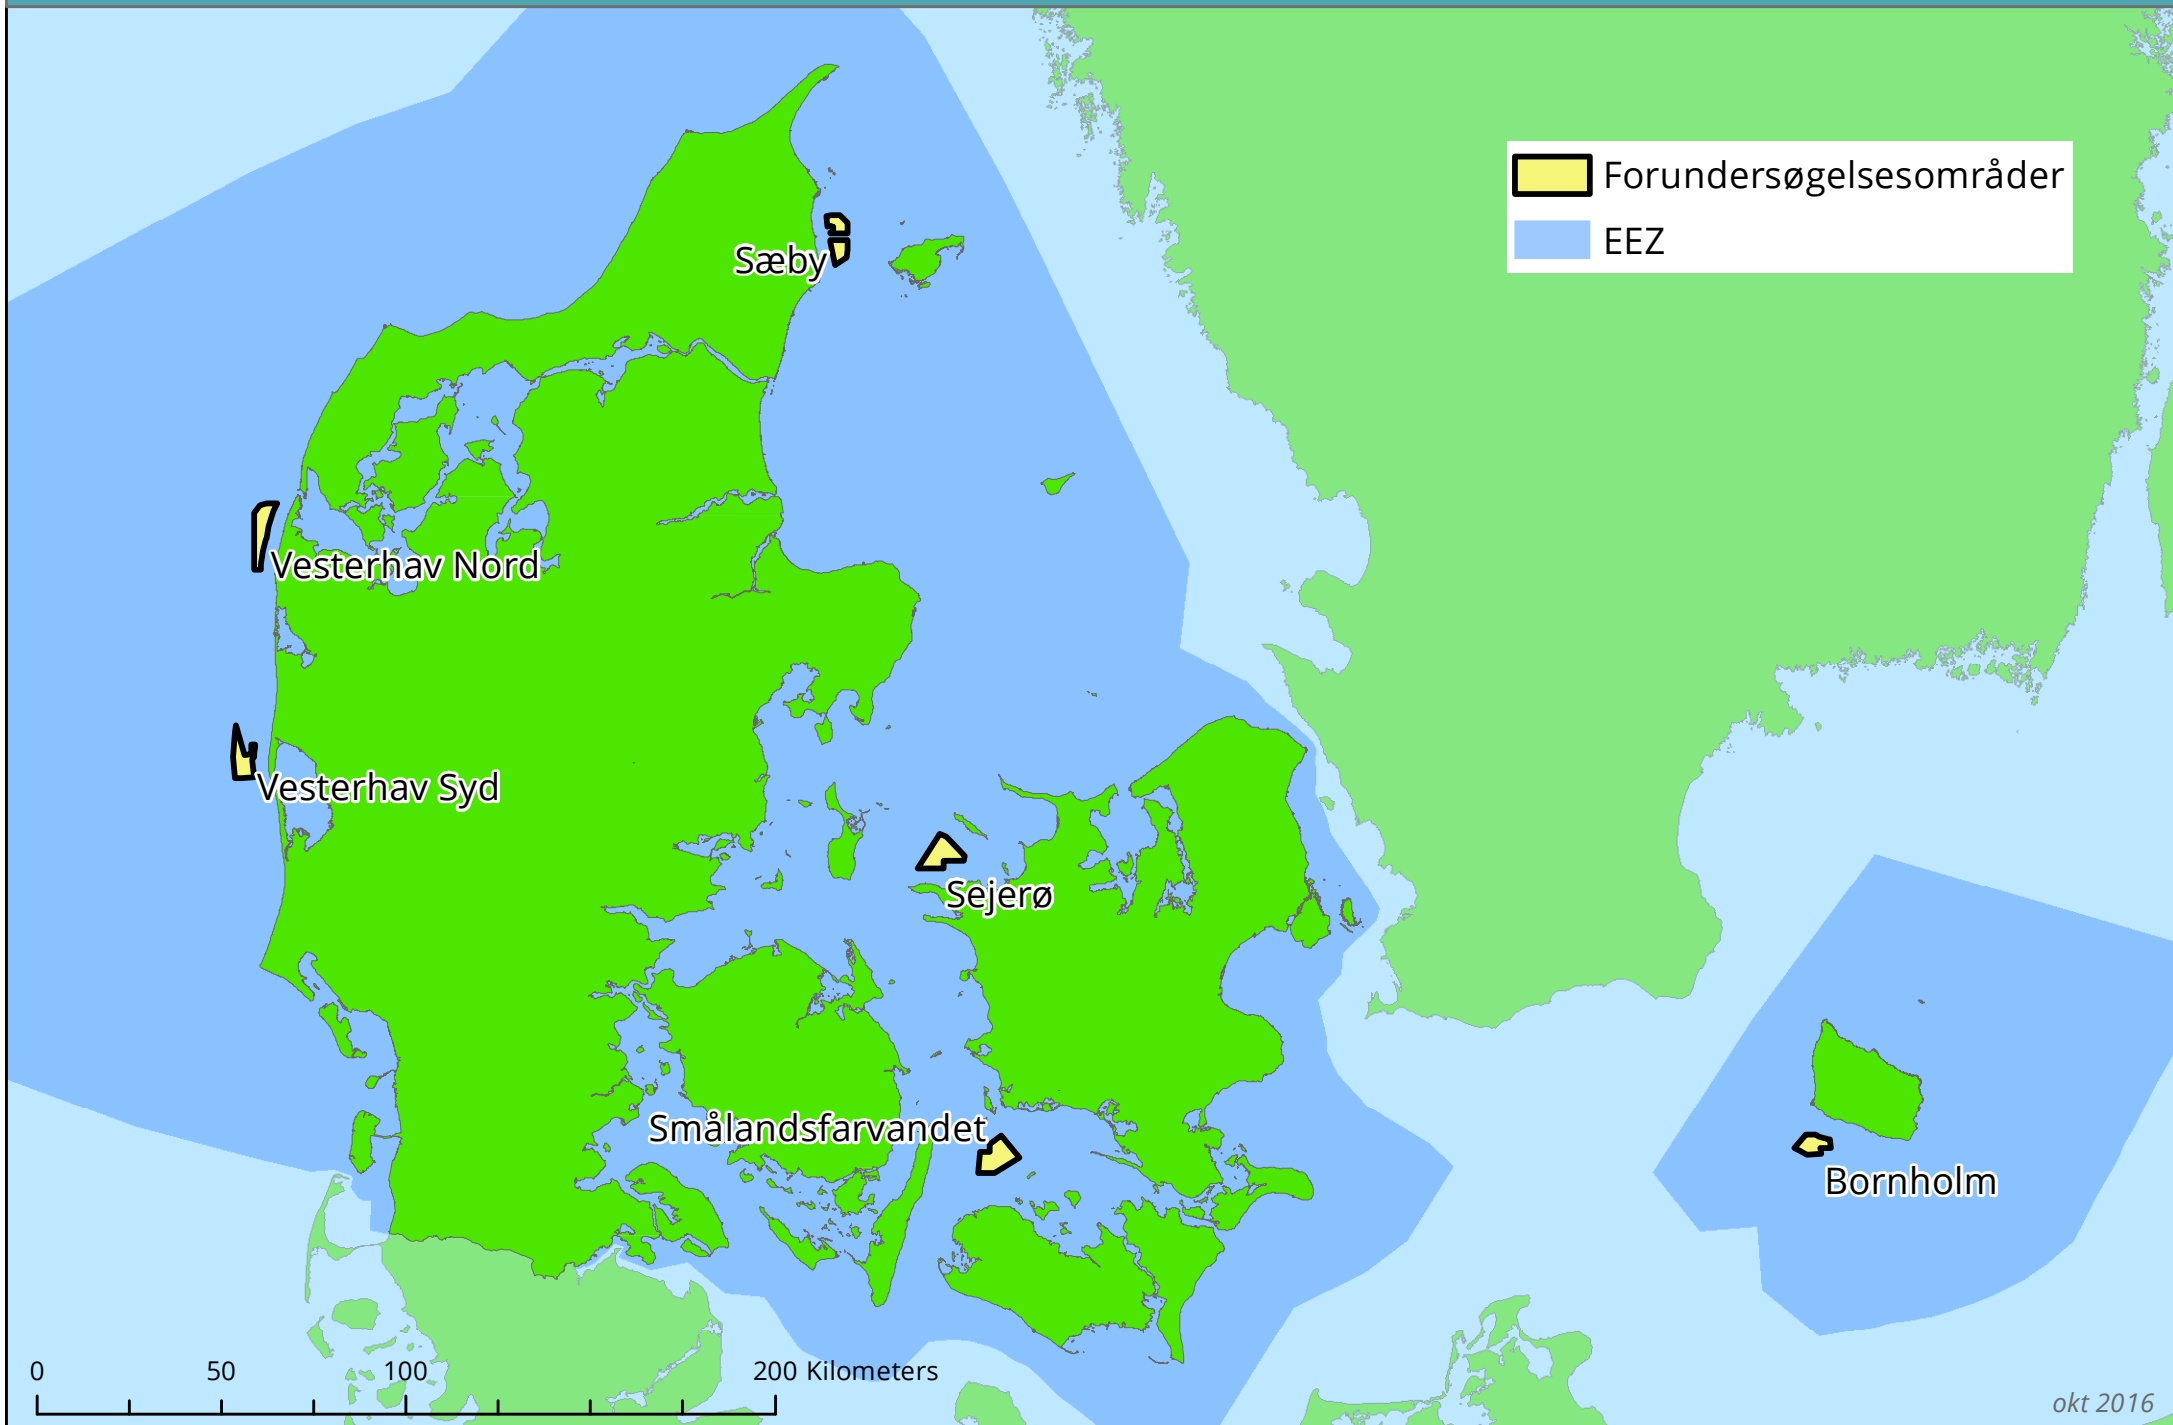 Forundersøgelsesområder
EEZ
Sæby
Vesterhav Nord
Vesterhav Syd
Sejerø
Smålandsfarvandet
Bornholm
0 50 100 200 Kilometers
okt 2016